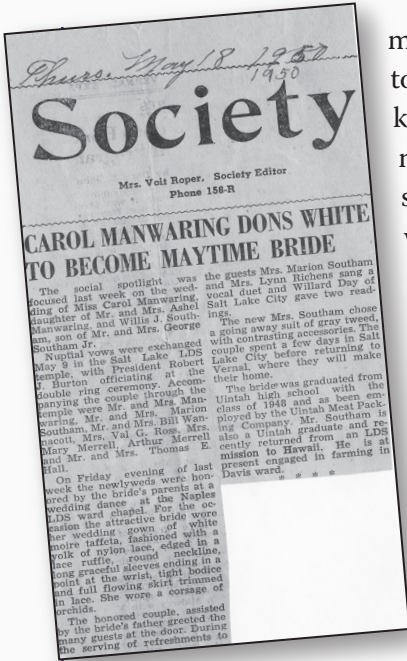 Thurs. May 18 1950
1950
Society
Mrs. Voit Roper, Society Editor
Phone 158-R
CAROL MANWARING DONS WHITE
TO BECOME MAYTIME BRIDE
The social spotlight was
focused last week on the wed-
ding of Miss Carol Manwaring,
daughter of Mr. and Mrs. Ashel
Manwaring, and Willis J. South-
am, son of Mr. and Mrs. George
Southam Jr.
Nuptial vows were exchanged
May 9 in the Salt Lake LDS
temple, with President Robert
J. Burton officiating at the
double ring ceremony. Accom-
panying the couple through the
temple were Mr. and Mrs. Man-
waring, Mr. and Mrs. Marion
Southam, Mr. and Mrs. Bill Wan-
nacott, Mrs. Val G. Ross, Mrs.
Mary Merrell, Arthur Merrell
and Mr. and Mrs. Thomas E.
Hall.
On Friday evening of last
week the newlyweds were hon-
ored by the bride's parents at a
wedding dance at the Naples
LDS ward chapel. For the oc-
casion the attractive bride wore
her wedding gown of white
moire taffeta, fashioned with a
yolk of nylon lace, edged in a
lace ruffle, round neckline,
long graceful sleeves ending in a
point at the wrist, tight bodice
and full flowing skirt trimmed
in lace. She wore a corsage of
orchids.
The honored couple, assisted
by the bride's father greeted the
many guests at the door. During
the serving of refreshments to
the guests Mrs. Marion Southam
and Mrs. Lynn Richens sang a
vocal duet and Willard Day of
Salt Lake City gave two read-
ings.
The new Mrs. Southam chose
a going away suit of gray tweed,
with contrasting accessories. The
couple spent a few days in Salt
Lake City before returning to
Vernal, where they will make
their home.
The bride was graduated from
Uintah high school with the
class of 1948 and as been em-
ployed by the Uintah Meat Pack-
ing Company. Mr. Southam is
also a Uintah graduate and re-
cently returned from an LDS
mission to Hawaii. He is at
present engaged in farming in
Davis ward.
* * * *